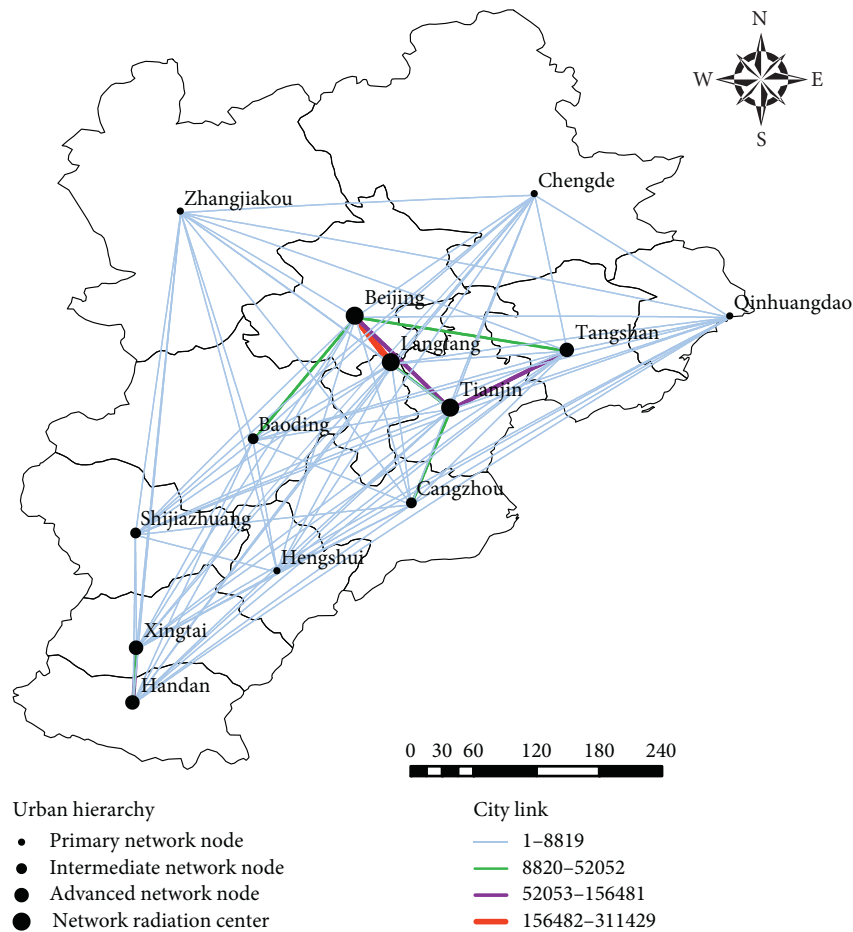 N
W E
S
Chengde
Zhangjiakou
Beijing
Qinhuangdao
Tangshan
Langfang
Tianjin
Baoding
Cangzhou
Shijiazhuang
Hengshui
Xingtai
Handan
0 30 60 120 180 240
Urban hierarchy
Primary network node
Intermediate network node
Advanced network node
Network radiation center
City link
1–8819
8820–52052
52053–156481
156482–311429